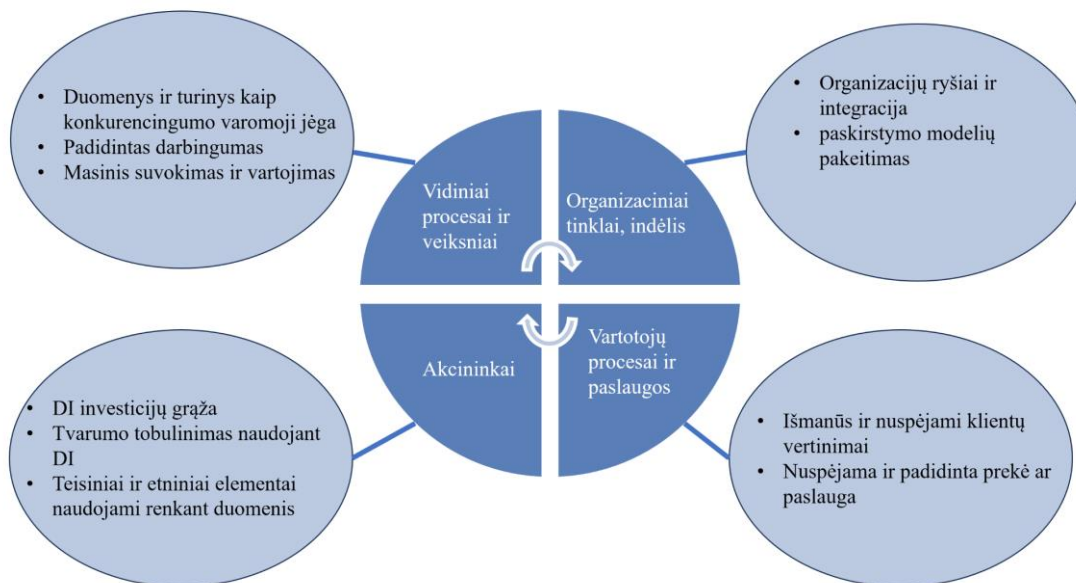 • Duomenys ir turinys kaip
konkurencingumo varomoji jėga
• Padidintas darbingumas
• Masinis suvokimas ir vartojimas
• Organizacijų ryšiai ir
integracija
• paskirstymo modelių
pakeitimas
Vidiniai
procesai ir
veiksniai
Organizaciniai
tinklai, indėlis
Akcininkai
Vartotojų
procesai ir
paslaugos
• DI investicijų grąža
• Tvarumo tobulinimas naudojant
DI
• Teisiniai ir etniniai elementai
naudojami renkant duomenis
• Išmanūs ir nuspėjami klientų
vertinimai
• Nuspėjama ir padidinta prekė ar
paslauga